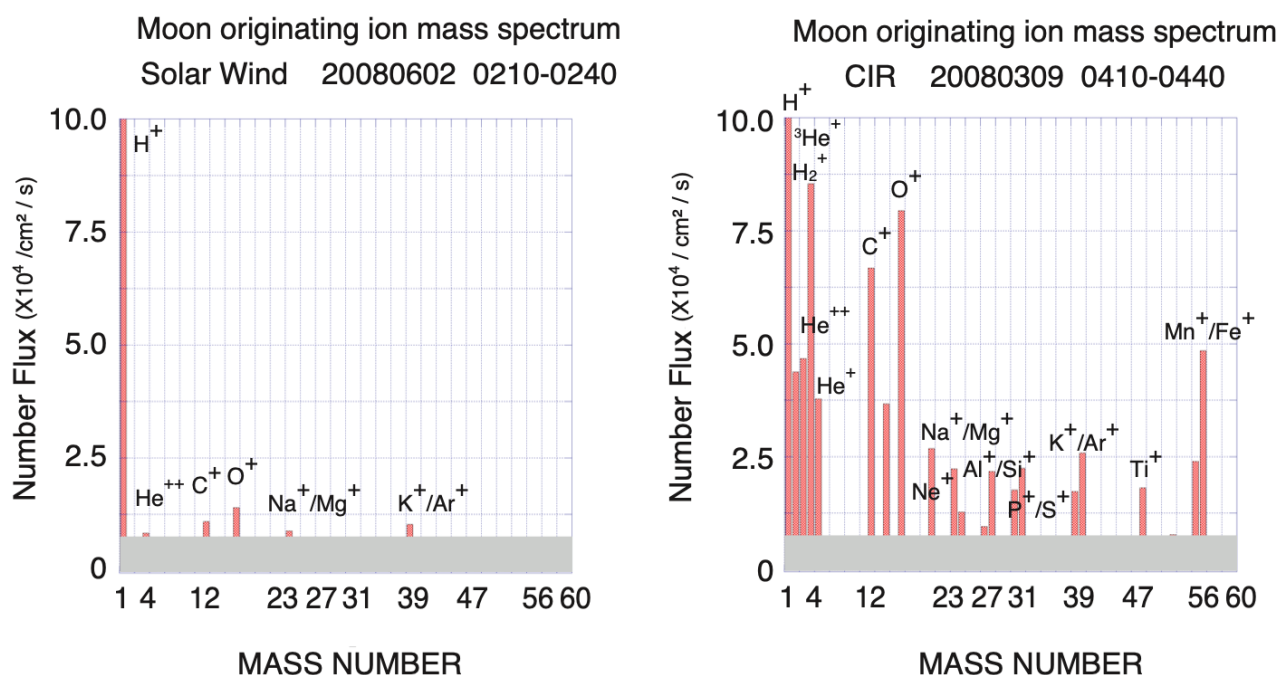 Moon originating ion mass spectrum
Solar Wind 20080602 0210-0240
10.0
7.5
5.0
2.5
0
Number Flux (X10⁴ /cm² / s)
H⁺
He⁺⁺
C⁺
O⁺
Na⁺/Mg⁺
K⁺/Ar⁺
1 4 12 23 27 31 39 47 56 60
MASS NUMBER
Moon originating ion mass spectrum
CIR 20080309 0410-0440
10.0
7.5
5.0
2.5
0
Number Flux (X10⁴ / cm² / s)
H⁺
³He⁺
H₂⁺
O⁺
C⁺
He⁺⁺
Mn⁺/Fe⁺
He⁺
Na⁺/Mg⁺
K⁺/Ar⁺
Al⁺/Si⁺
Ti⁺
Ne⁺
P⁺/S⁺
1 4 12 23 27 31 39 47 56 60
MASS NUMBER